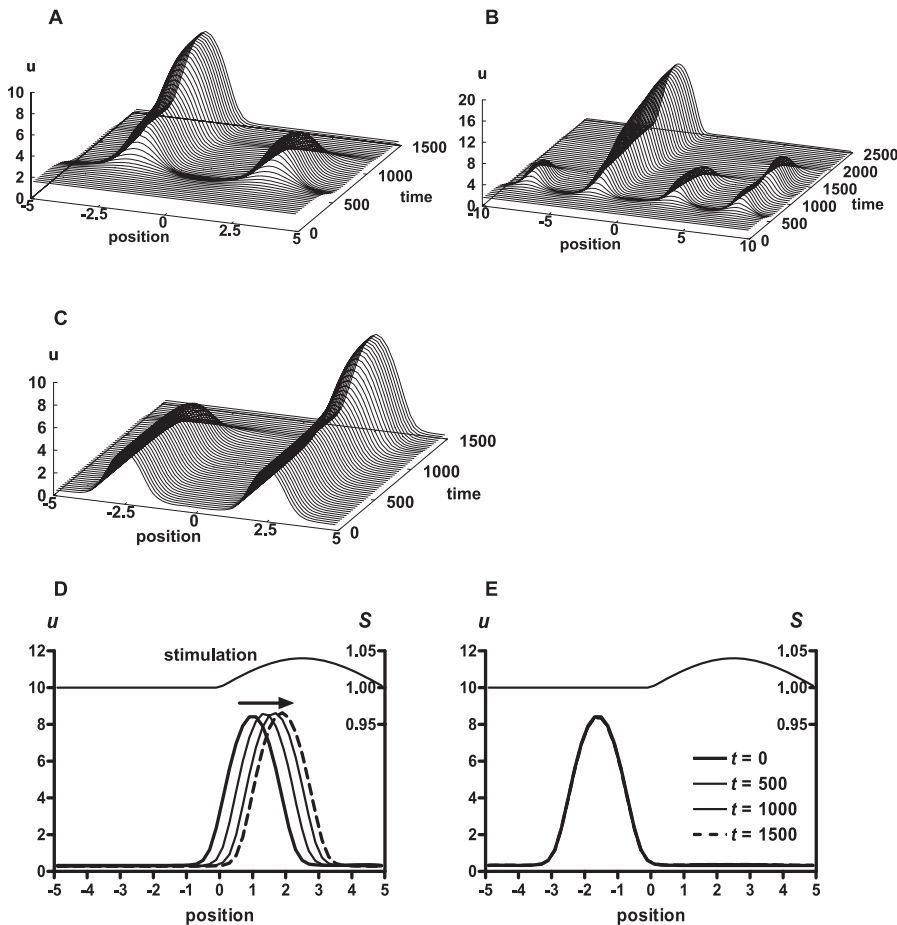 A
u
10
8
6
4
2
0
-5
-2.5
0
2.5
5
position
0
500
1000
1500
time
B
u
20
16
12
8
4
0
-10
-5
0
5
10
position
0
500
1000
1500
2000
2500
time
C
u
10
8
6
4
2
0
-5
-2.5
0
2.5
5
position
0
500
1000
1500
time
D
u
S
12
10
8
6
4
2
0
1.05
1.00
0.95
stimulation
-5 -4 -3 -2 -1 0 1 2 3 4 5
position
E
u
S
12
10
8
6
4
2
0
1.05
1.00
0.95
t = 0
t = 500
t = 1000
t = 1500
-5 -4 -3 -2 -1 0 1 2 3 4 5
position